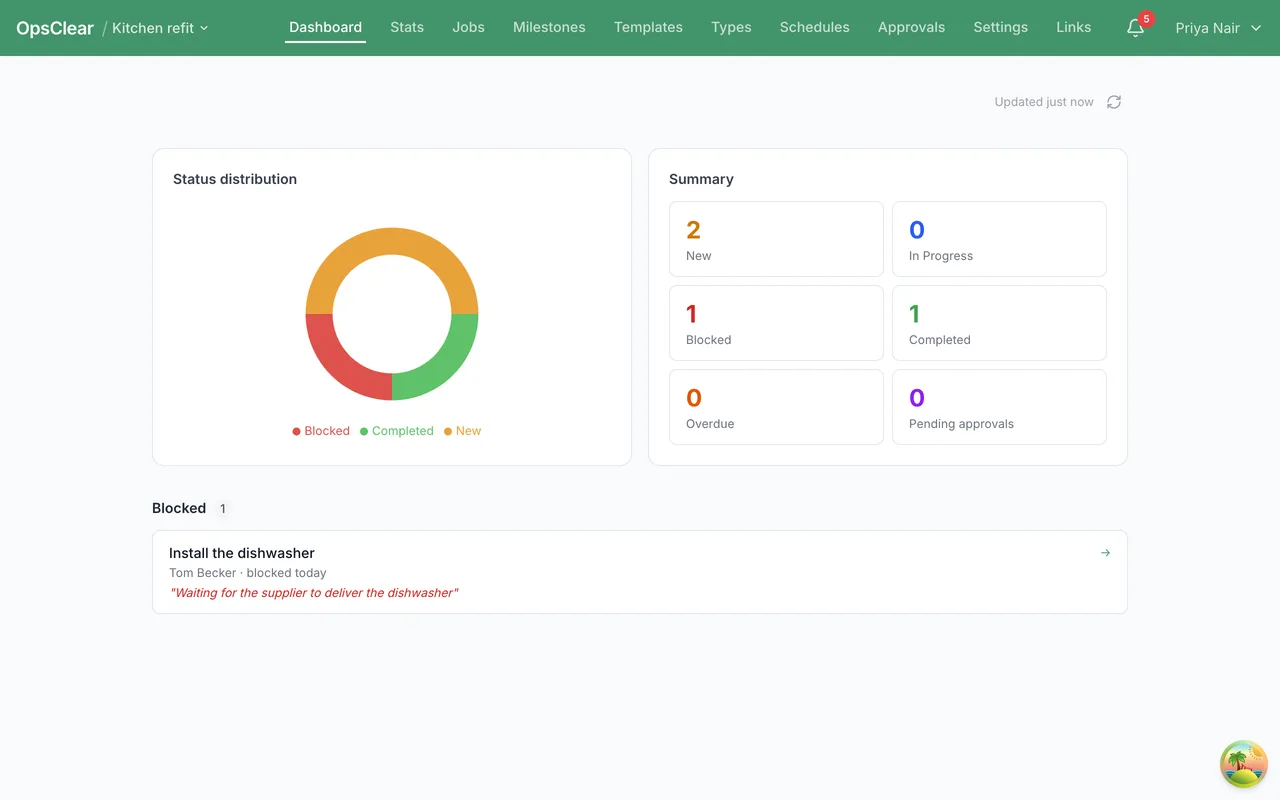 OpsClear / Kitchen refit
Dashboard Stats Jobs Milestones Templates Types Schedules Approvals Settings Links 5 Priya Nair
Updated just now
Status distribution
Blocked Completed New
Summary
2
New
0
In Progress
1
Blocked
1
Completed
0
Overdue
0
Pending approvals
Blocked 1
Install the dishwasher
Tom Becker · blocked today
"Waiting for the supplier to deliver the dishwasher"